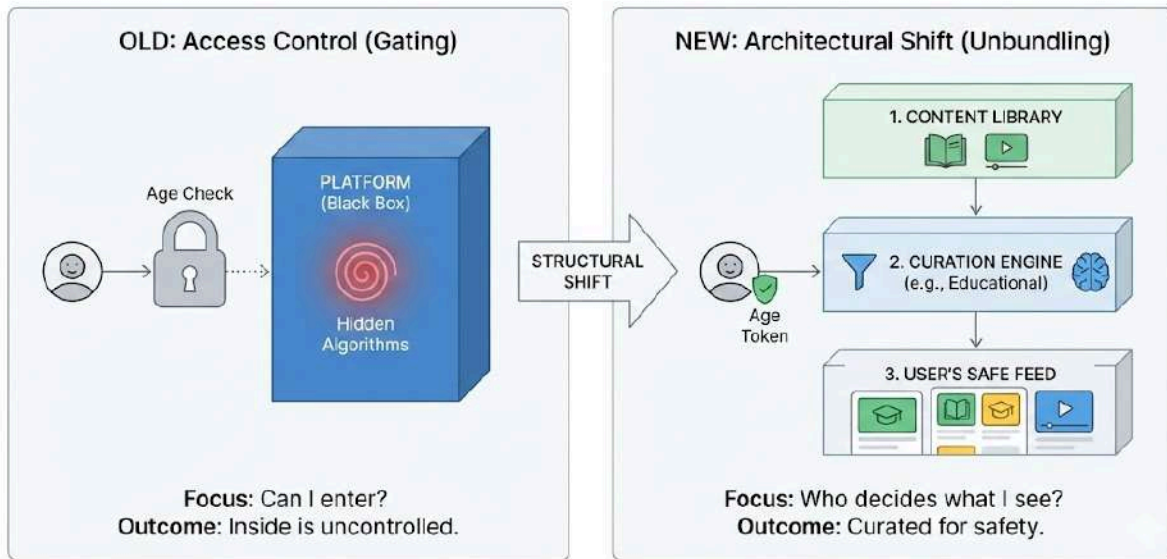 OLD: Access Control (Gating)
Age Check
PLATFORM
(Black Box)
Hidden
Algorithms
Focus: Can I enter?
Outcome: Inside is uncontrolled.
STRUCTURAL
SHIFT
NEW: Architectural Shift (Unbundling)
1. CONTENT LIBRARY
Age
Token
2. CURATION ENGINE
(e.g., Educational)
3. USER'S SAFE FEED
Focus: Who decides what I see?
Outcome: Curated for safety.